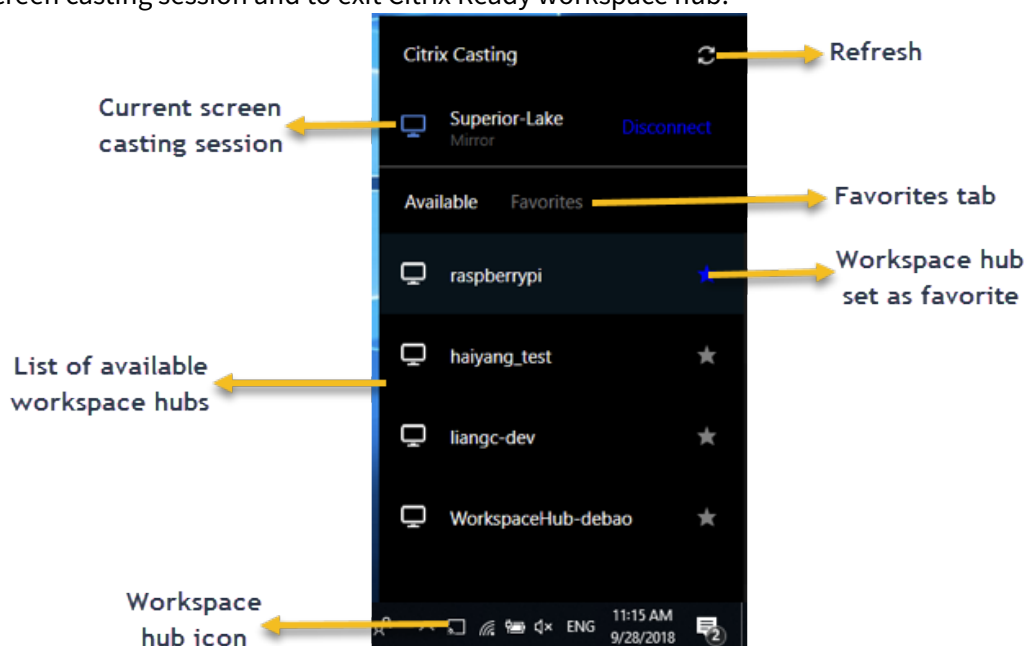 screen casting session and to exit Citrix Ready workspace hub.
Citrix Casting
Refresh
Current screen
casting session
Superior-Lake
Mirror
Disconnect
Available
Favorites
Favorites tab
raspberrypi
Workspace hub
set as favorite
haiyang_test
List of available
workspace hubs
liangc-dev
WorkspaceHub-debao
Workspace
hub icon
ENG
11:15 AM
9/28/2018
2